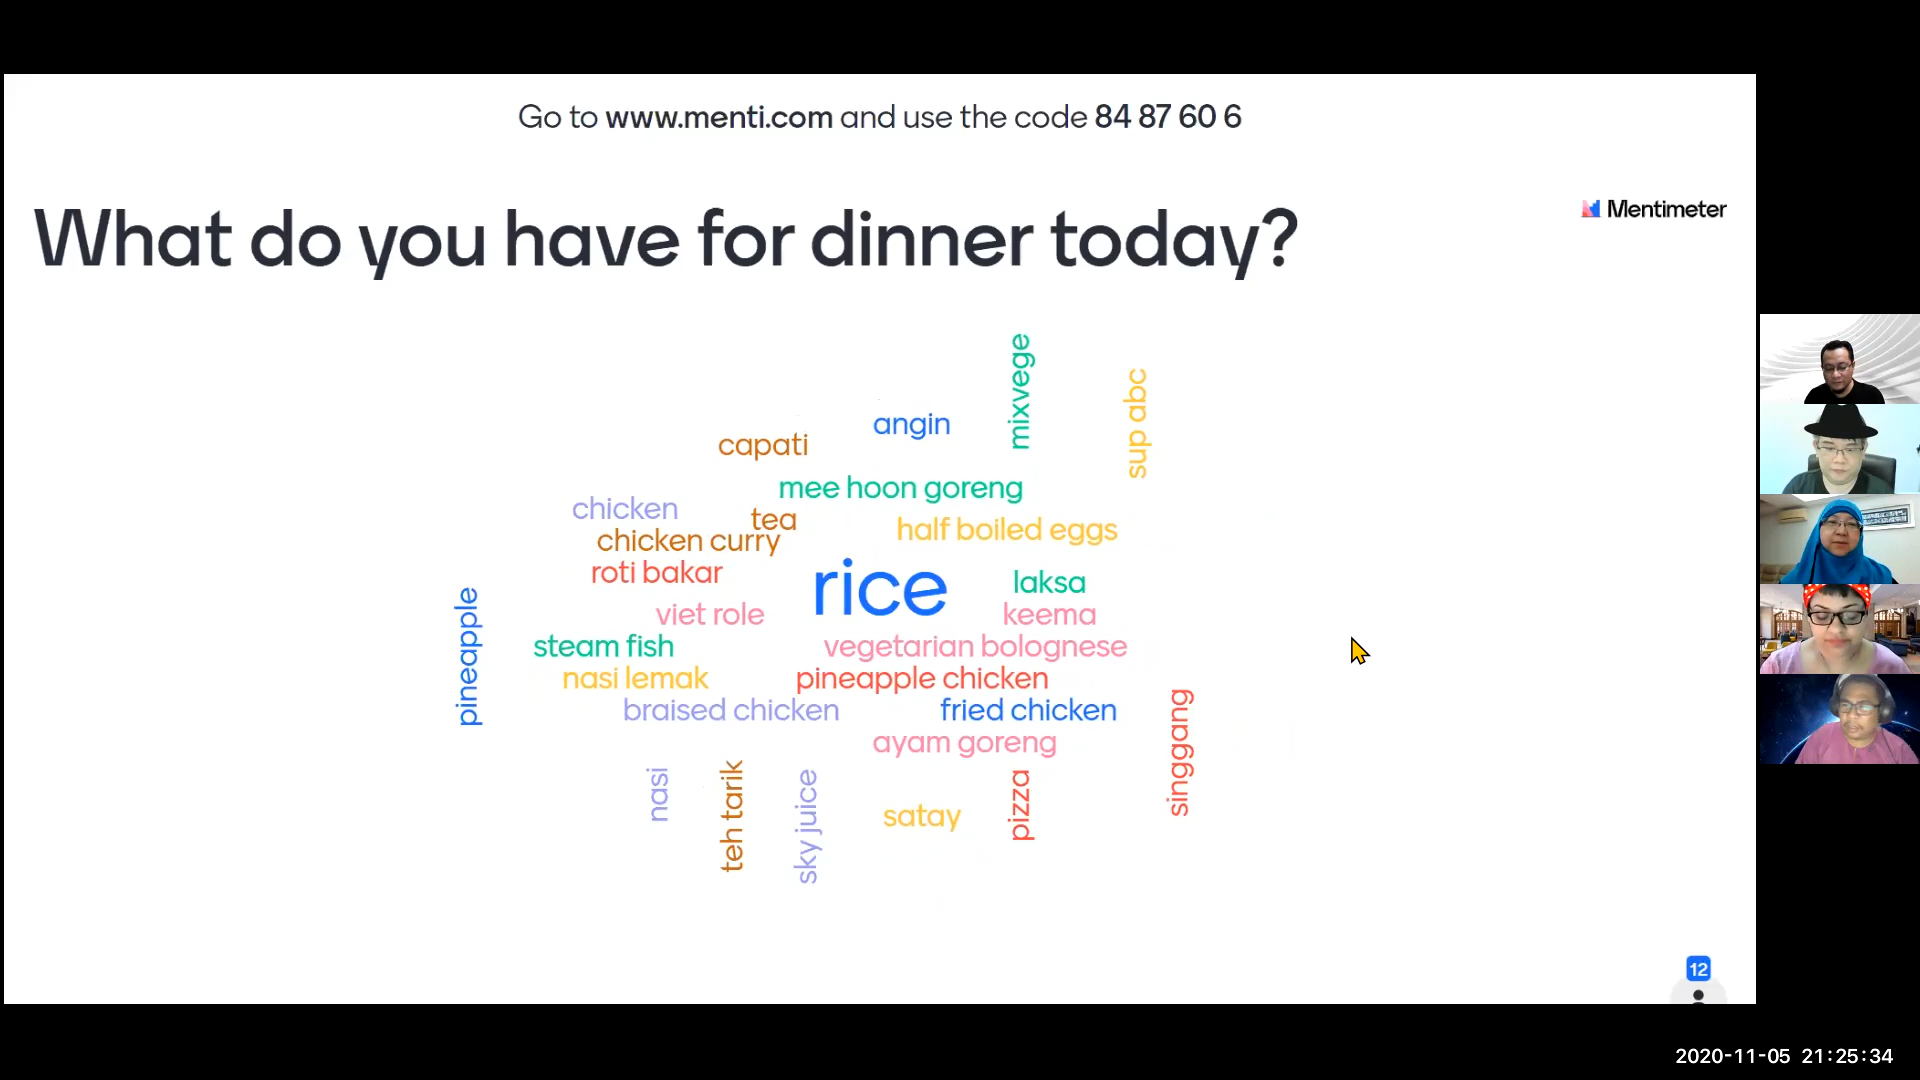 Go to www.menti.com and use the code 84 87 60 6
Mentimeter
What do you have for dinner today?
mixvege
sup abc
angin
capati
mee hoon goreng
chicken
tea
half boiled eggs
chicken curry
roti bakar
rice
laksa
pineapple
viet role
keema
steam fish
vegetarian bolognese
nasi lemak
pineapple chicken
braised chicken
fried chicken
singgang
ayam goreng
nasi
teh tarik
sky juice
satay
pizza
12
2020-11-05 21:25:34